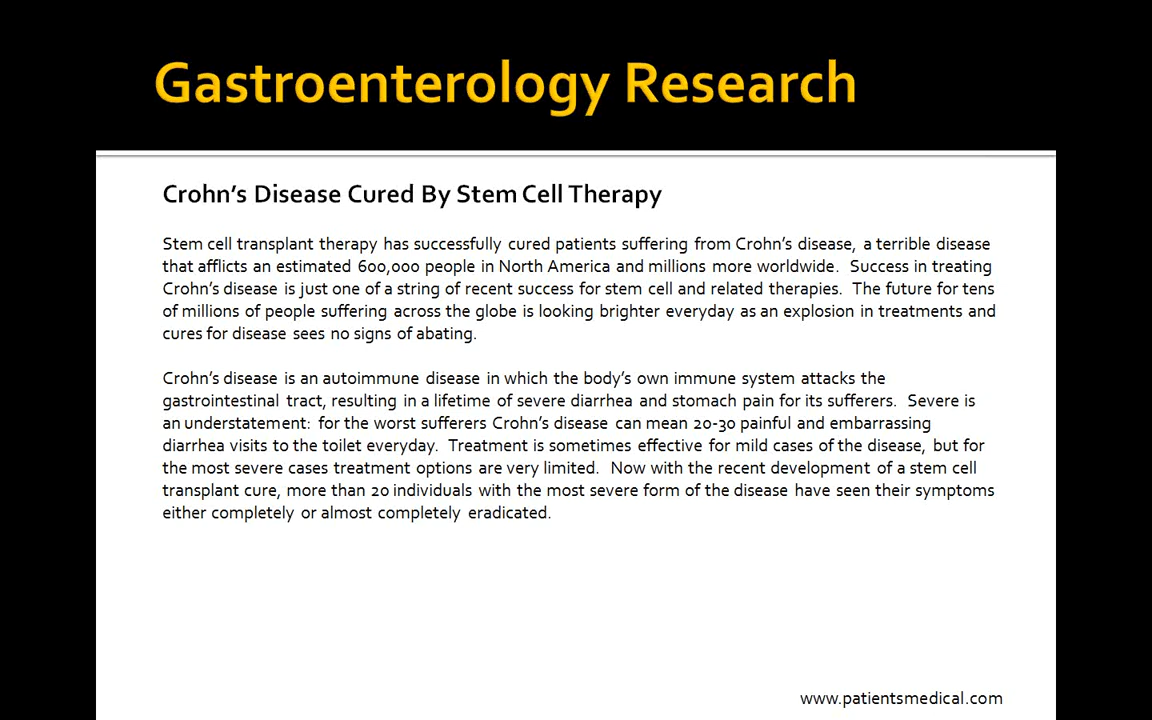 Gastroenterology Research
Crohn's Disease Cured By Stem Cell Therapy
Stem cell transplant therapy has successfully cured patients suffering from Crohn's disease, a terrible disease
that afflicts an estimated 600,000 people in North America and millions more worldwide.  Success in treating
Crohn's disease is just one of a string of recent success for stem cell and related therapies.  The future for tens
of millions of people suffering across the globe is looking brighter everyday as an explosion in treatments and
cures for disease sees no signs of abating.
Crohn's disease is an autoimmune disease in which the body's own immune system attacks the
gastrointestinal tract, resulting in a lifetime of severe diarrhea and stomach pain for its sufferers.  Severe is
an understatement: for the worst sufferers Crohn's disease can mean 20-30 painful and embarrassing
diarrhea visits to the toilet everyday.  Treatment is sometimes effective for mild cases of the disease, but for
the most severe cases treatment options are very limited.  Now with the recent development of a stem cell
transplant cure, more than 20 individuals with the most severe form of the disease have seen their symptoms
either completely or almost completely eradicated.
www.patientsmedical.com